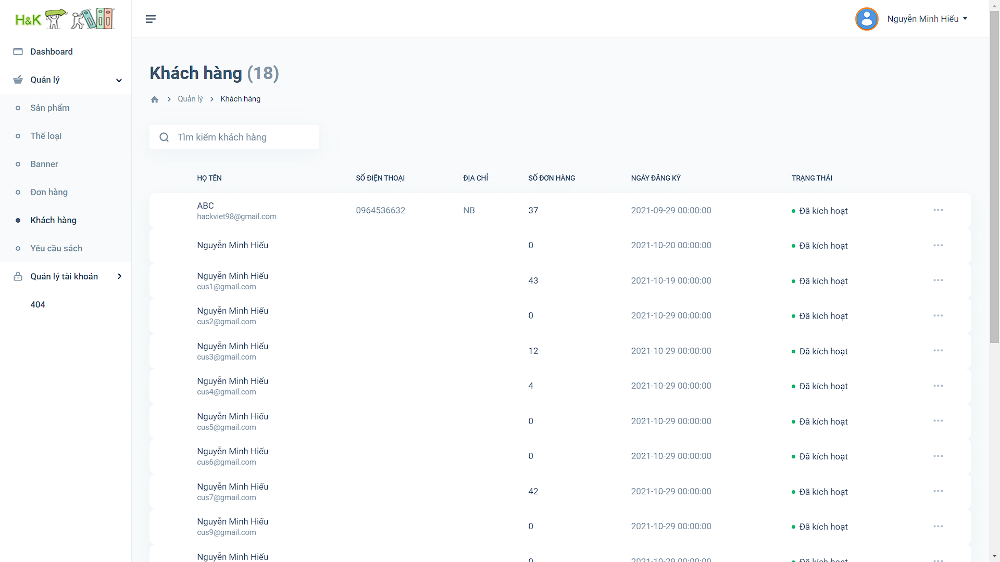 H&K
Nguyễn Minh Hiếu
Dashboard
Quản lý
Sản phẩm
Thể loại
Banner
Đơn hàng
Khách hàng
Yêu cầu sách
Quản lý tài khoản
404
Khách hàng (18)
Quản lý
Khách hàng
Tìm kiếm khách hàng
HỌ TÊN SỐ ĐIỆN THOẠI ĐỊA CHỈ SỐ ĐƠN HÀNG NGÀY ĐĂNG KÝ TRẠNG THÁI
ABC
hackviet98@gmail.com
0964536632 NB 37 2021-09-29 00:00:00 Đã kích hoạt
Nguyễn Minh Hiếu 0 2021-10-20 00:00:00 Đã kích hoạt
Nguyễn Minh Hiếu
cus1@gmail.com
43 2021-10-19 00:00:00 Đã kích hoạt
Nguyễn Minh Hiếu
cus2@gmail.com
0 2021-10-29 00:00:00 Đã kích hoạt
Nguyễn Minh Hiếu
cus3@gmail.com
12 2021-10-29 00:00:00 Đã kích hoạt
Nguyễn Minh Hiếu
cus4@gmail.com
4 2021-10-29 00:00:00 Đã kích hoạt
Nguyễn Minh Hiếu
cus5@gmail.com
0 2021-10-29 00:00:00 Đã kích hoạt
Nguyễn Minh Hiếu
cus6@gmail.com
0 2021-10-29 00:00:00 Đã kích hoạt
Nguyễn Minh Hiếu
cus7@gmail.com
42 2021-10-29 00:00:00 Đã kích hoạt
Nguyễn Minh Hiếu
cus9@gmail.com
0 2021-10-29 00:00:00 Đã kích hoạt
Nguyễn Minh Hiếu
0 2021-10-29 00:00:00 Đã kích hoạt